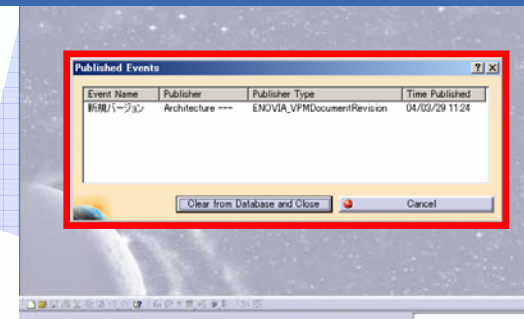 Published Events
Event Name Publisher Publisher Type Time Published
新規バージョン Architecture --- ENOVIA_VPMDocumentRevision 04/03/29 11:24
Clear from Database and Close Cancel